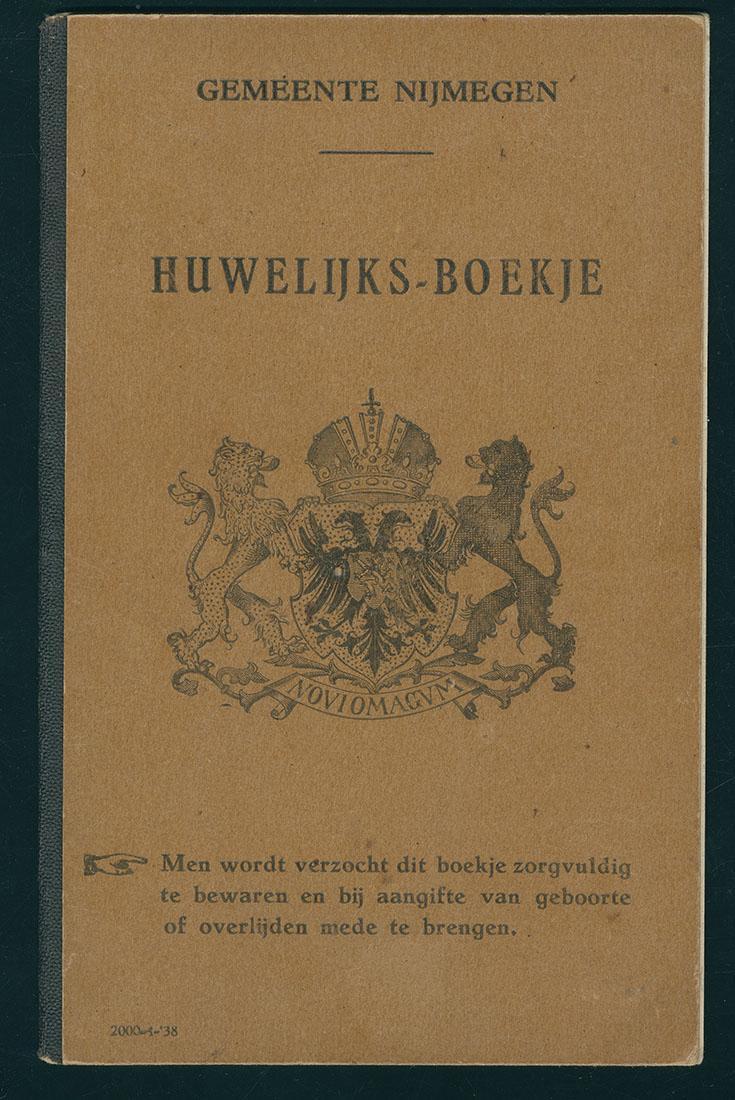 GEMEENTE NIJMEGEN
HUWELIJKS-BOEKJE
NOVIOMAGVM
Men wordt verzocht dit boekje zorgvuldig
te bewaren en bij aangifte van geboorte
of overlijden mede te brengen.
2000-4-'38